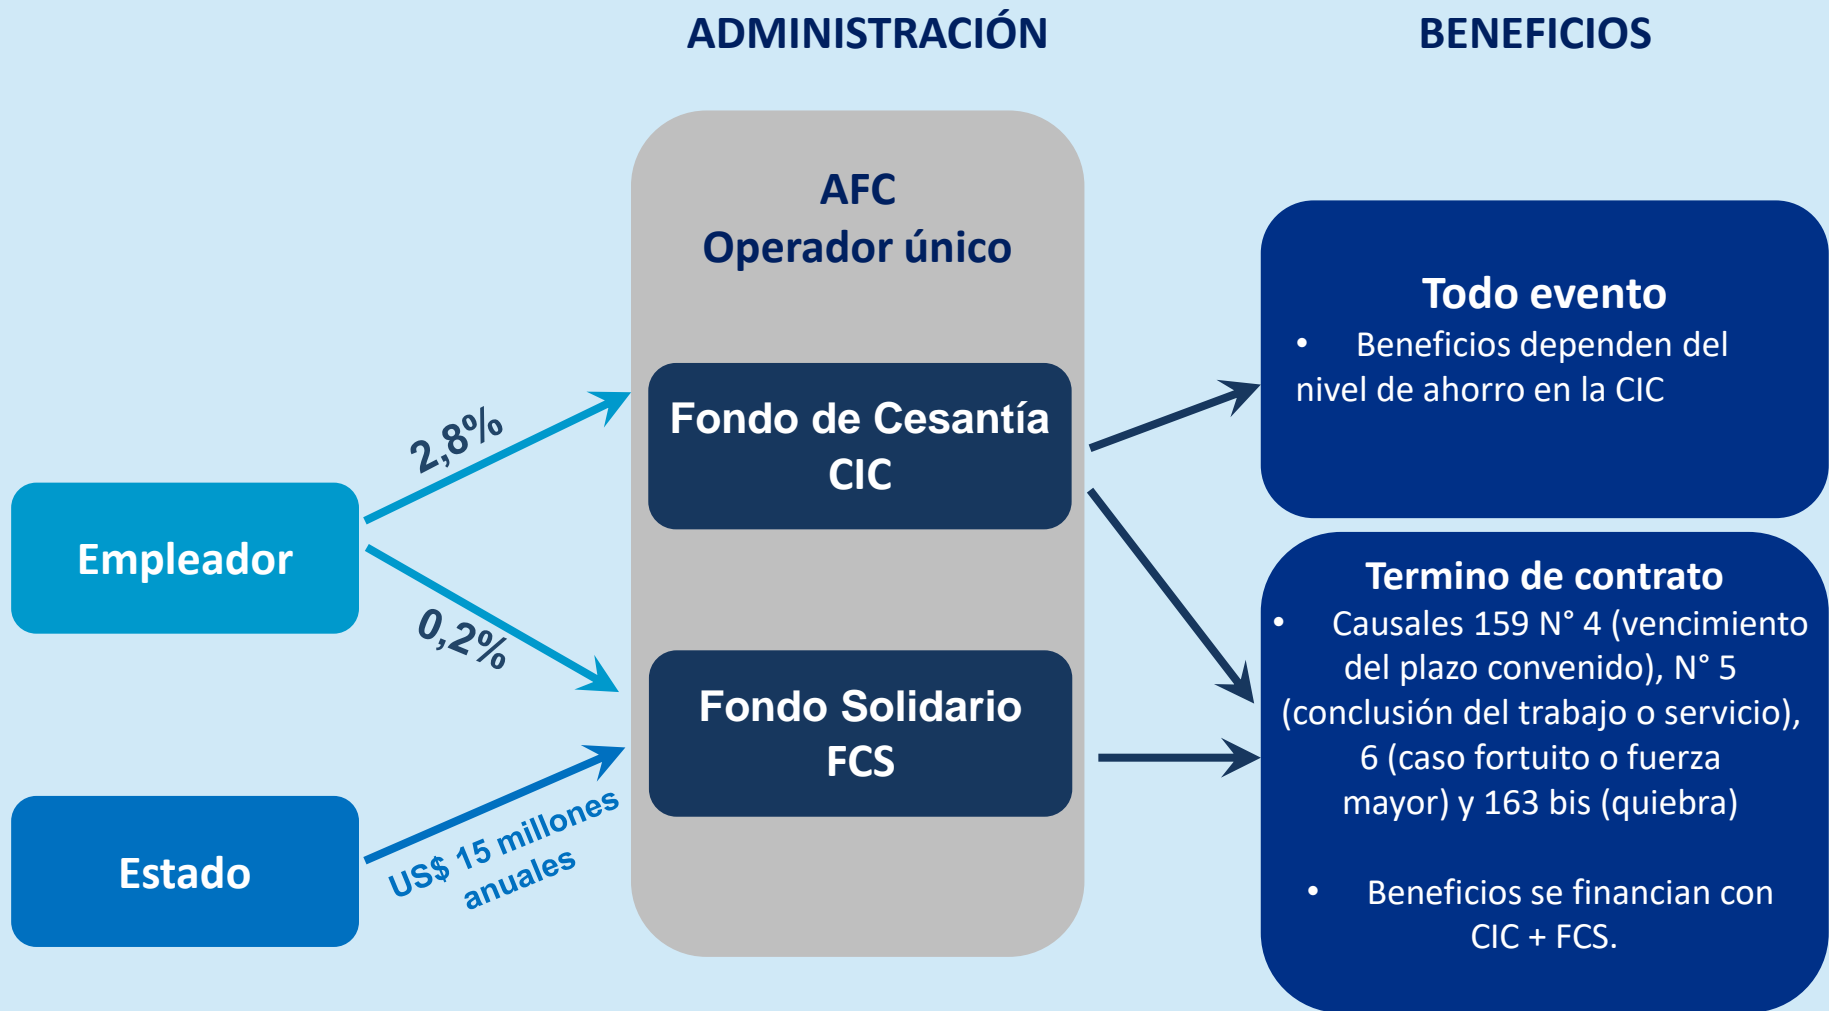 ADMINISTRACIÓN
BENEFICIOS
AFC
Operador único
Fondo de Cesantía
CIC
Fondo Solidario
FCS
2,8%
0,2%
Empleador
Estado
US$ 15 millones
anuales
Todo evento
• Beneficios dependen del
nivel de ahorro en la CIC
Termino de contrato
• Causales 159 N° 4 (vencimiento
del plazo convenido), N° 5
(conclusión del trabajo o servicio),
6 (caso fortuito o fuerza
mayor) y 163 bis (quiebra)
• Beneficios se financian con
CIC + FCS.